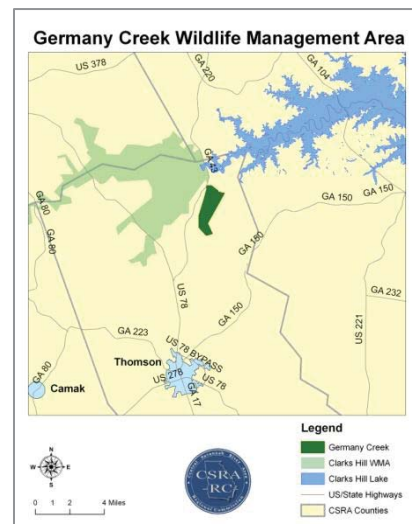 Germany Creek Wildlife Management Area
US 378
GA 220
GA 104
GA 43
GA 150
GA 150
GA 80
GA 80
GA 150
GA 150
US 78
GA 232
US 221
GA 223
US 78 BYPASS
Thomson
US 278
US 78
GA 17
GA 80
Camak
Legend
Germany Creek
Clarks Hill WMA
Clarks Hill Lake
US/State Highways
CSRA Counties
N
W
E
S
0 1 2 4 Miles
CSRA
RC